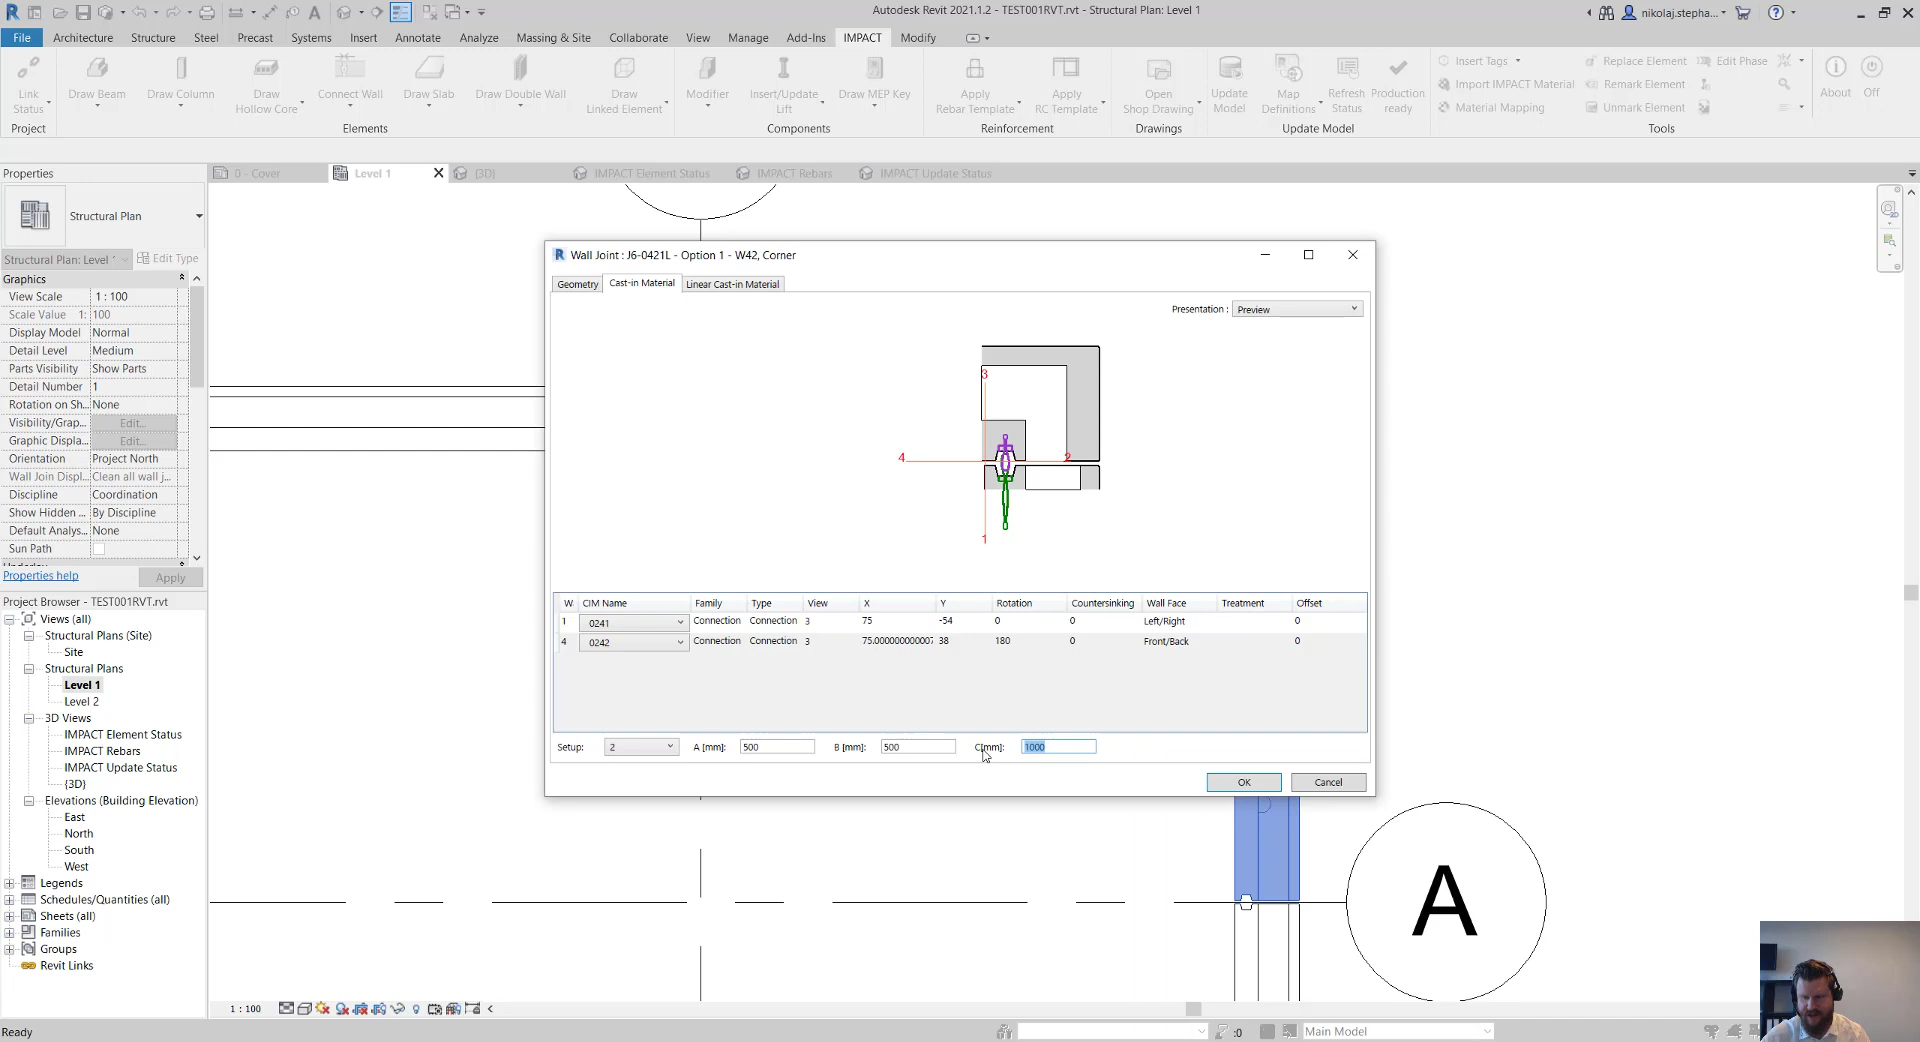 Autodesk Revit 2021.1.2 - TEST001RVT.rvt - Structural Plan: Level 1
nikolaj.stepha...
File Architecture Structure Steel Precast Systems Insert Annotate Analyze Massing & Site Collaborate View Manage Add-Ins IMPACT Modify
Link Status
Draw Beam
Draw Column
Draw Hollow Core
Connect Wall
Draw Slab
Draw Double Wall
Draw Linked Element
Modifier
Insert/Update Lift
Draw MEP Key
Apply Rebar Template
Apply RC Template
Open Shop Drawing
Update Model
Map Definitions
Refresh Status
Production ready
Insert Tags
Import IMPACT Material
Material Mapping
Replace Element
Remark Element
Unmark Element
Edit Phase
About
Off
Project Elements Components Reinforcement Drawings Update Model Tools
Properties
0 - Cover
Level 1
{3D}
IMPACT Element Status
IMPACT Rebars
IMPACT Update Status
Structural Plan
Structural Plan: Level '
Edit Type
Graphics
View Scale 1 : 100
Scale Value 1: 100
Display Model Normal
Detail Level Medium
Parts Visibility Show Parts
Detail Number 1
Rotation on Sh... None
Visibility/Grap... Edit...
Graphic Displa... Edit...
Orientation Project North
Wall Join Displ... Clean all wall j...
Discipline Coordination
Show Hidden ... By Discipline
Default Analys... None
Sun Path
Properties help
Apply
Project Browser - TEST001RVT.rvt
Views (all)
Structural Plans (Site)
Site
Structural Plans
Level 1
Level 2
3D Views
IMPACT Element Status
IMPACT Rebars
IMPACT Update Status
{3D}
Elevations (Building Elevation)
East
North
South
West
Legends
Schedules/Quantities (all)
Sheets (all)
Families
Groups
Revit Links
Wall Joint : J6-0421L - Option 1 - W42, Corner
Geometry Cast-in Material Linear Cast-in Material
Presentation : Preview
3
4
2
1
W CIM Name Family Type View X Y Rotation Countersinking Wall Face Treatment Offset
1 0241 Connection Connection 3 75 -54 0 0 Left/Right 0
4 0242 Connection Connection 3 75.000000000007 38 180 0 Front/Back 0
Setup: 2 A [mm]: 500 B [mm]: 500 C[mm]: 1000
OK Cancel
A
1 : 100
Ready
:0
Main Model